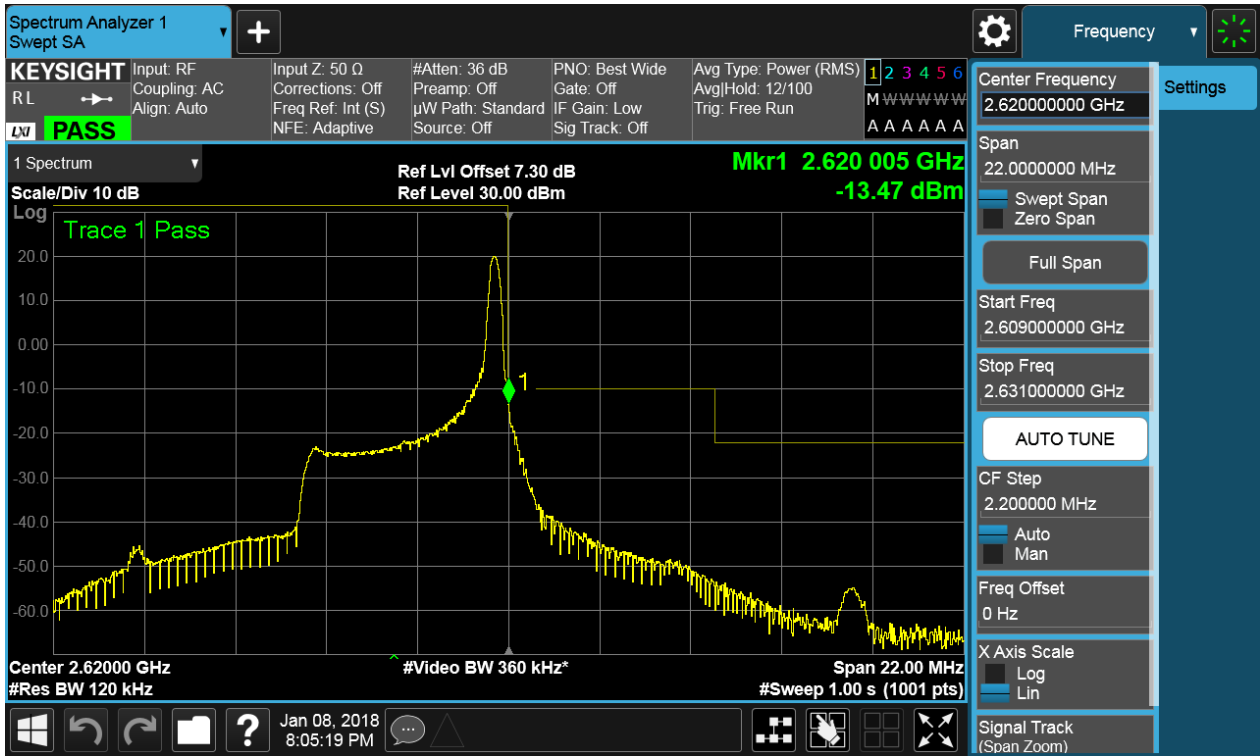 Spectrum Analyzer 1
Swept SA
Frequency
KEYSIGHT
R L
LXI PASS
Input: RF
Coupling: AC
Align: Auto
Input Z: 50 Ω
Corrections: Off
Freq Ref: Int (S)
NFE: Adaptive
#Atten: 36 dB
Preamp: Off
µW Path: Standard
Source: Off
PNO: Best Wide
Gate: Off
IF Gain: Low
Sig Track: Off
Avg Type: Power (RMS)
Avg|Hold: 12/100
Trig: Free Run
1 2 3 4 5 6
M W W W W W
A A A A A A
1 Spectrum
Scale/Div 10 dB
Ref Lvl Offset 7.30 dB
Ref Level 30.00 dBm
Mkr1 2.620 005 GHz
-13.47 dBm
Log
Trace 1 Pass
20.0
10.0
0.00
-10.0
-20.0
-30.0
-40.0
-50.0
-60.0
1
Center 2.62000 GHz
#Video BW 360 kHz*
Span 22.00 MHz
#Res BW 120 kHz
#Sweep 1.00 s (1001 pts)
Jan 08, 2018
8:05:19 PM
Center Frequency
2.620000000 GHz
Span
22.0000000 MHz
Swept Span
Zero Span
Full Span
Start Freq
2.609000000 GHz
Stop Freq
2.631000000 GHz
AUTO TUNE
CF Step
2.200000 MHz
Auto
Man
Freq Offset
0 Hz
X Axis Scale
Log
Lin
Signal Track
(Span Zoom)
Settings